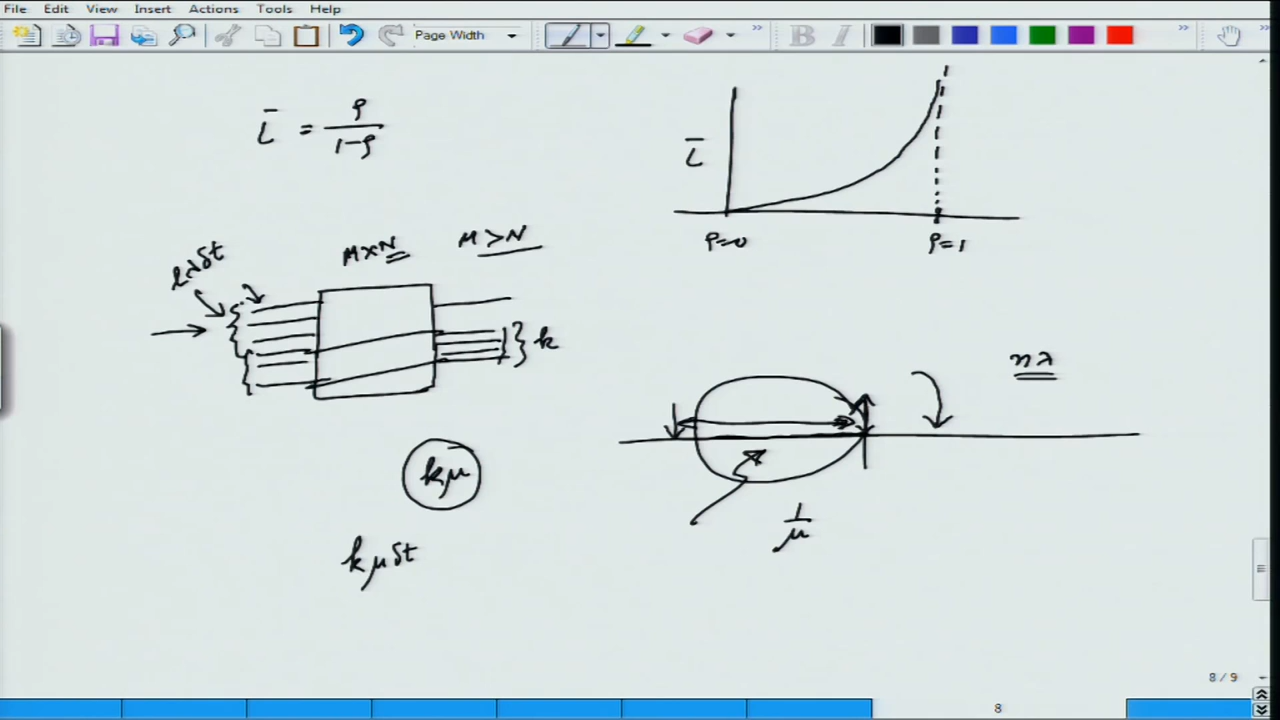 File Edit View Insert Actions Tools Help
Page Width
L̄ = ρ / 1-ρ
L̄
ρ=0 ρ=1
M×N M>N
λδt
k
nλ
kμ
1/μ
kμδt
8 / 9
8